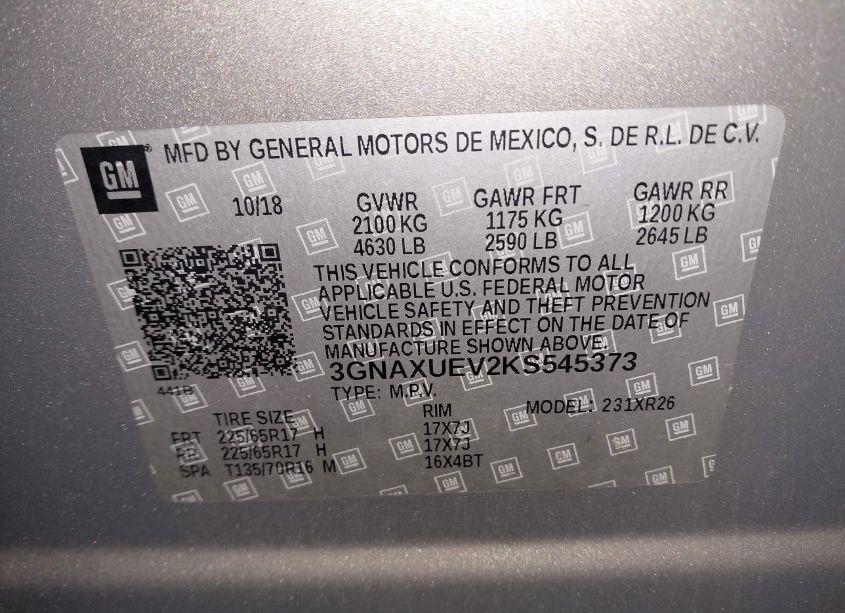 GM® MFD BY GENERAL MOTORS DE MEXICO, S. DE R.L. DE C.V.
10/18 GVWR GAWR FRT GAWR RR
2100 KG 1175 KG 1200 KG
4630 LB 2590 LB 2645 LB
THIS VEHICLE CONFORMS TO ALL
APPLICABLE U.S. FEDERAL MOTOR
VEHICLE SAFETY AND THEFT PREVENTION
STANDARDS IN EFFECT ON THE DATE OF
MANUFACTURE SHOWN ABOVE.
3GNAXUEV2KS545373
441B TYPE: M.P.V. MODEL: 231XR26
TIRE SIZE RIM
FRT 225/65R17 H 17X7J
RR 225/65R17 H 17X7J
SPA T135/70R16 M 16X4BT